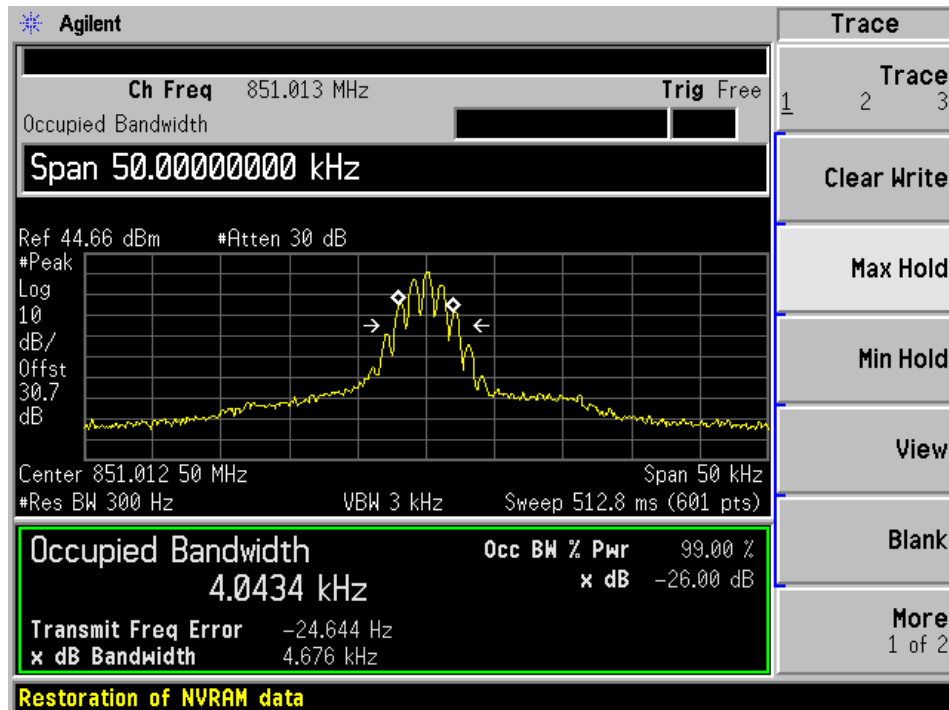 Agilent
Trace
Ch Freq 851.013 MHz Trig Free
Occupied Bandwidth
Span 50.00000000 kHz
Ref 44.66 dBm #Atten 30 dB
#Peak
Log
10
dB/
Offst
30.7
dB
Center 851.012 50 MHz Span 50 kHz
#Res BW 300 Hz VBW 3 kHz Sweep 512.8 ms (601 pts)
Occupied Bandwidth
4.0434 kHz
Occ BW % Pwr 99.00 %
x dB -26.00 dB
Transmit Freq Error -24.644 Hz
x dB Bandwidth 4.676 kHz
Restoration of NVRAM data
Trace
1 2 3
Clear Write
Max Hold
Min Hold
View
Blank
More
1 of 2